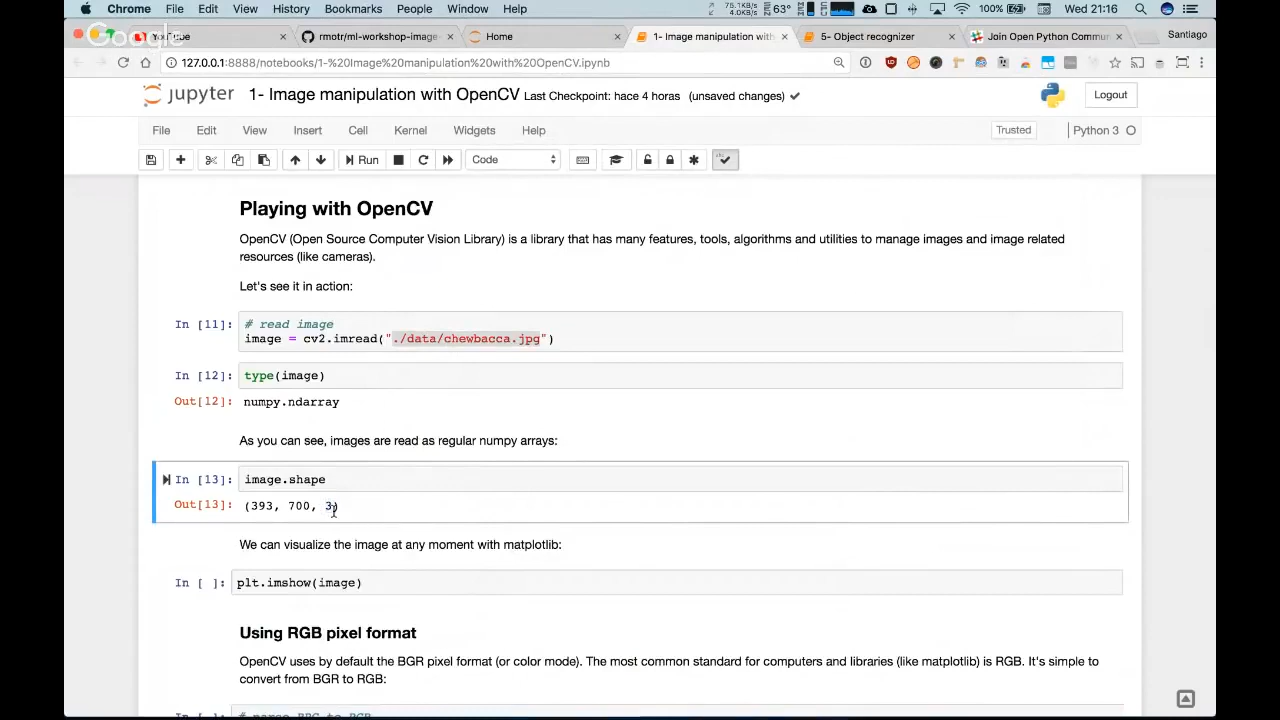 Chrome File Edit View History Bookmarks People Window Help 75.1KB/s 4.0KB/s 63° 100% Wed 21:16
Google
YouTube × rmotr/ml-workshop-image- × Home × 1- Image manipulation with × 5- Object recognizer × Join Open Python Commun × Santiago
127.0.0.1:8888/notebooks/1-%20Image%20manipulation%20with%20OpenCV.ipynb
jupyter 1- Image manipulation with OpenCV Last Checkpoint: hace 4 horas (unsaved changes) Logout
File Edit View Insert Cell Kernel Widgets Help Trusted Python 3
Run Code
Playing with OpenCV
OpenCV (Open Source Computer Vision Library) is a library that has many features, tools, algorithms and utilities to manage images and image related
resources (like cameras).
Let's see it in action:
In [11]: # read image
image = cv2.imread("./data/chewbacca.jpg")
In [12]: type(image)
Out[12]: numpy.ndarray
As you can see, images are read as regular numpy arrays:
In [13]: image.shape
Out[13]: (393, 700, 3)
We can visualize the image at any moment with matplotlib:
In [ ]: plt.imshow(image)
Using RGB pixel format
OpenCV uses by default the BGR pixel format (or color mode). The most common standard for computers and libraries (like matplotlib) is RGB. It's simple to
convert from BGR to RGB: